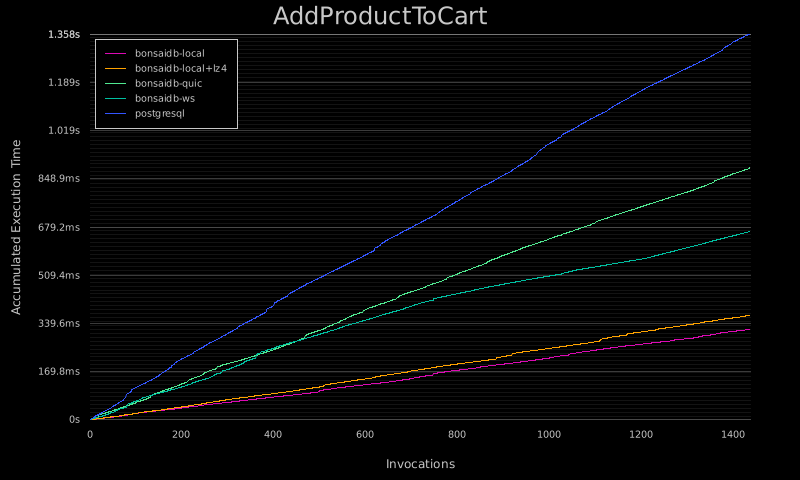 AddProductToCart
1.358s
bonsaidb-local
bonsaidb-local+lz4
bonsaidb-quic
bonsaidb-ws
postgresql
1.189s
1.019s
848.9ms
679.2ms
509.4ms
339.6ms
169.8ms
0s
Accumulated Execution Time
0 200 400 600 800 1000 1200 1400
Invocations